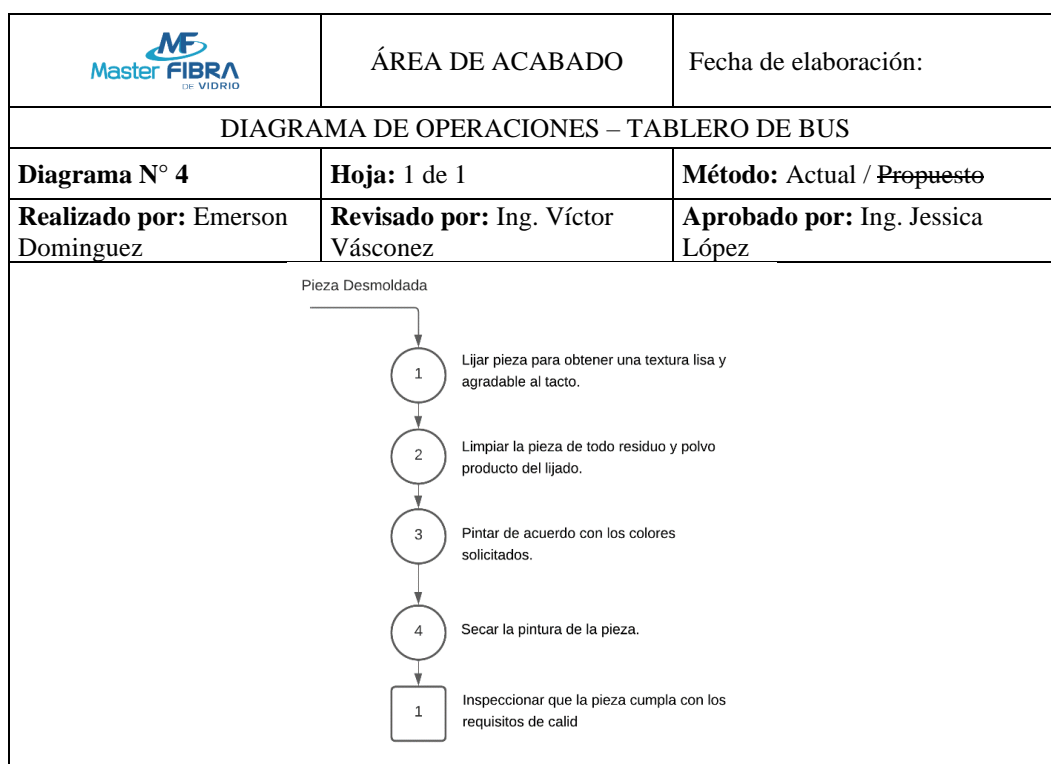 MF
Master FIBRA
DE VIDRIO
ÁREA DE ACABADO
Fecha de elaboración:
DIAGRAMA DE OPERACIONES – TABLERO DE BUS
Diagrama N° 4
Hoja: 1 de 1
Método: Actual / Propuesto
Realizado por: Emerson
Dominguez
Revisado por: Ing. Víctor
Vásconez
Aprobado por: Ing. Jessica
López
Pieza Desmoldada
1
Lijar pieza para obtener una textura lisa y
agradable al tacto.
2
Limpiar la pieza de todo residuo y polvo
producto del lijado.
3
Pintar de acuerdo con los colores
solicitados.
4
Secar la pintura de la pieza.
1
Inspeccionar que la pieza cumpla con los
requisitos de calid